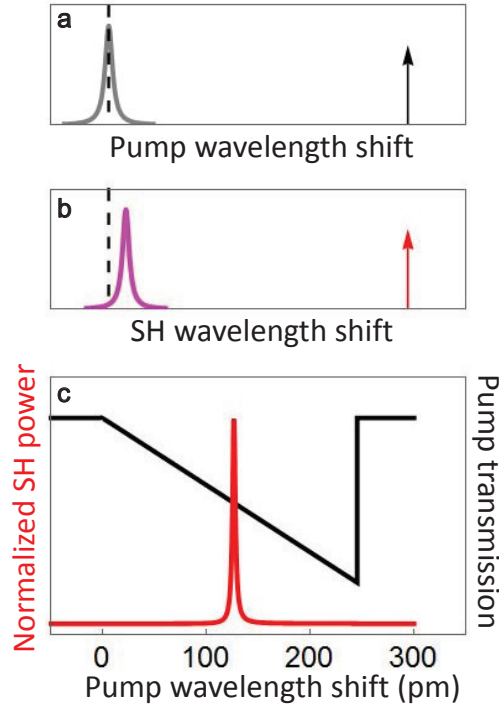 a
Pump wavelength shift
b
SH wavelength shift
c
Normalized SH power
Pump transmission
0 100 200 300
Pump wavelength shift (pm)